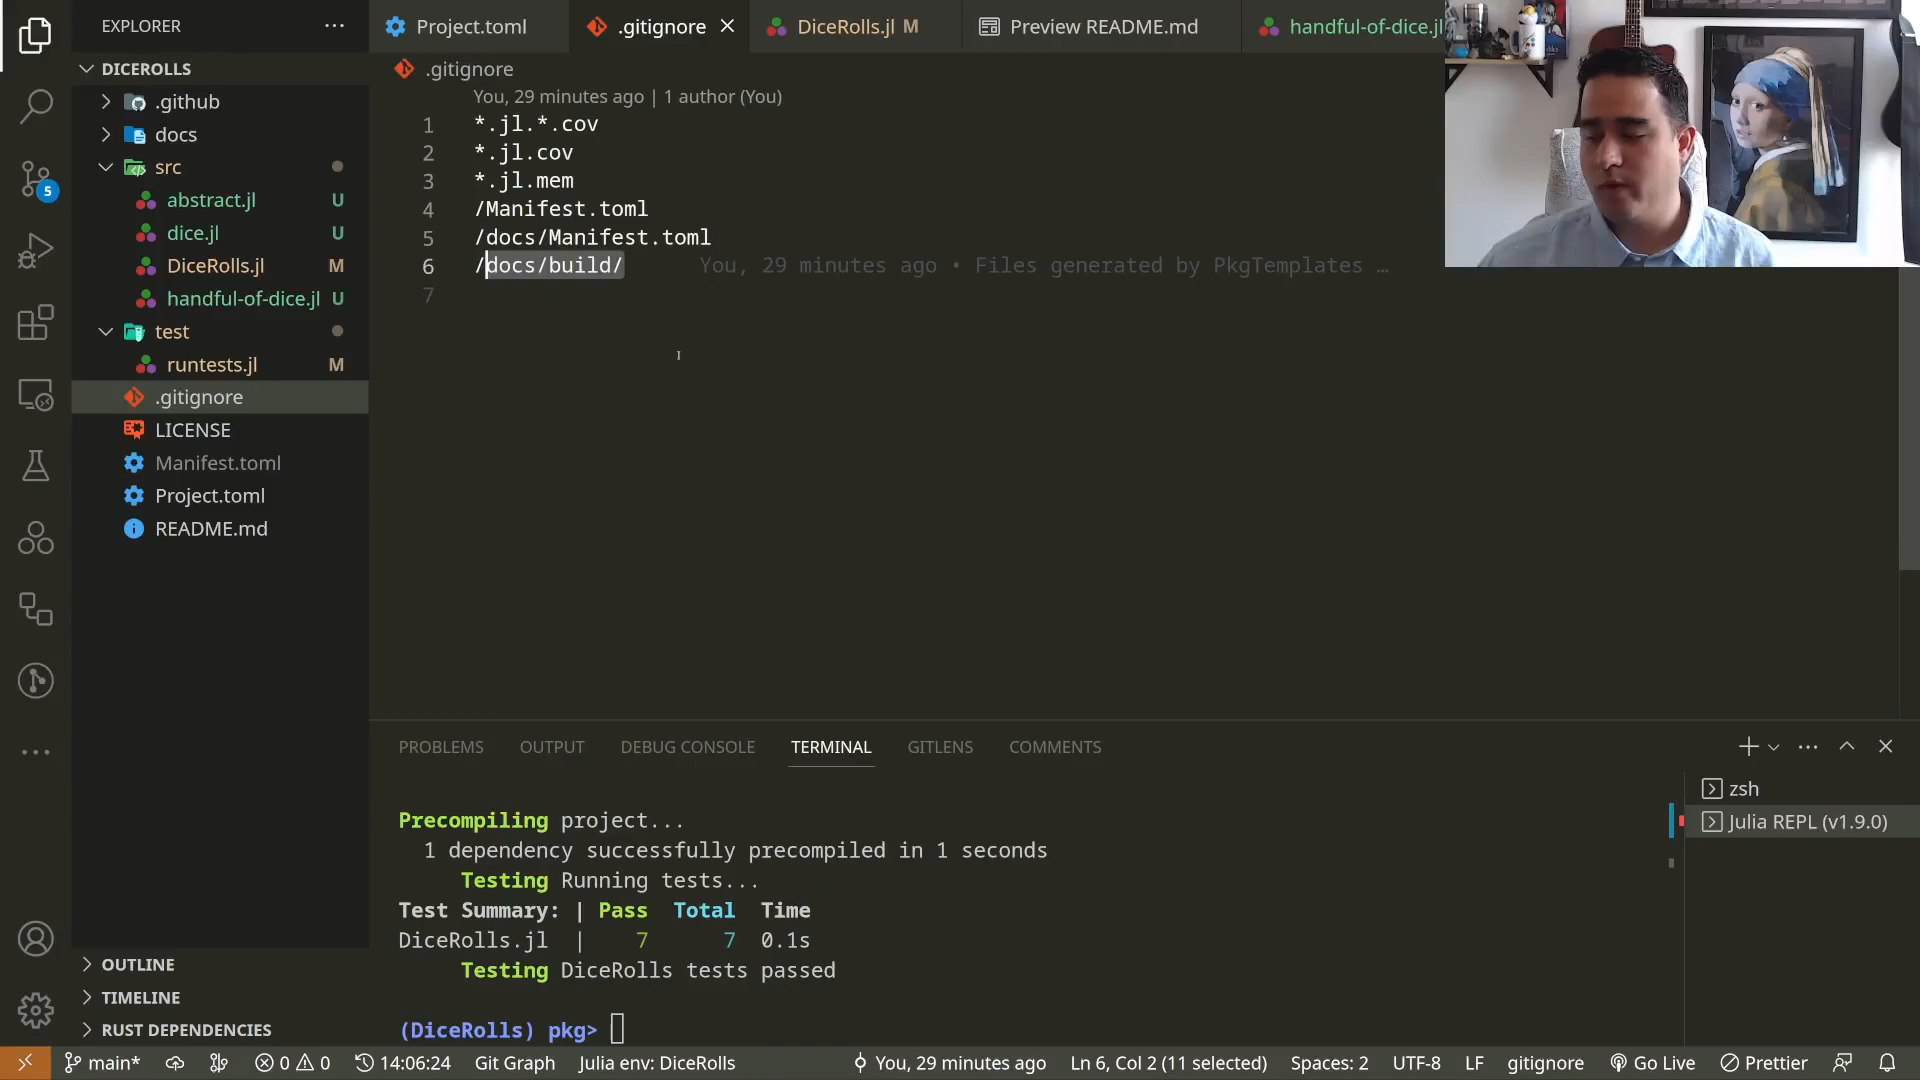 EXPLORER
Project.toml
.gitignore
DiceRolls.jl M
Preview README.md
handful-of-dice.jl
DICEROLLS
.github
docs
src
abstract.jl U
dice.jl U
DiceRolls.jl M
handful-of-dice.jl U
test
runtests.jl M
.gitignore
LICENSE
Manifest.toml
Project.toml
README.md
5
OUTLINE
TIMELINE
RUST DEPENDENCIES
.gitignore
You, 29 minutes ago | 1 author (You)
1 *.jl.*.cov
2 *.jl.cov
3 *.jl.mem
4 /Manifest.toml
5 /docs/Manifest.toml
6 /docs/build/ You, 29 minutes ago • Files generated by PkgTemplates …
7
PROBLEMS OUTPUT DEBUG CONSOLE TERMINAL GITLENS COMMENTS
Precompiling project...
1 dependency successfully precompiled in 1 seconds
Testing Running tests...
Test Summary: | Pass Total Time
DiceRolls.jl | 7 7 0.1s
Testing DiceRolls tests passed
(DiceRolls) pkg>
zsh
Julia REPL (v1.9.0)
main* 0 0 14:06:24 Git Graph Julia env: DiceRolls You, 29 minutes ago Ln 6, Col 2 (11 selected) Spaces: 2 UTF-8 LF gitignore Go Live Prettier